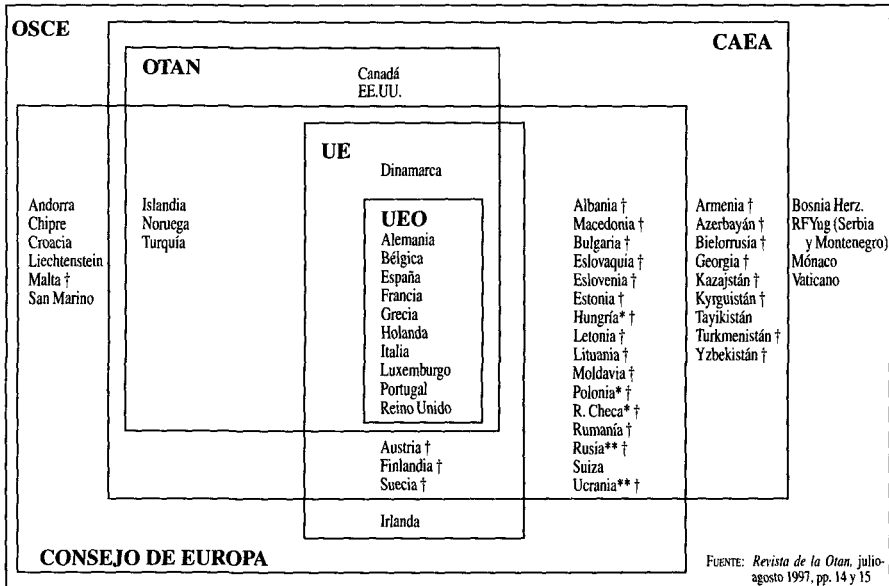 OSCE
CAEA
OTAN
Canadá
EE.UU.
UE
Dinamarca
Andorra
Chipre
Croacia
Liechtenstein
Malta †
San Marino
Islandia
Noruega
Turquía
UEO
Alemania
Bélgica
España
Francia
Grecia
Holanda
Italia
Luxemburgo
Portugal
Reino Unido
Albania †
Macedonia †
Bulgaria †
Eslovaquia †
Eslovenia †
Estonia †
Hungría* †
Letonia †
Lituania †
Moldavia †
Polonia* †
R. Checa* †
Rumanía †
Rusía** †
Suiza
Ucrania** †
Armenia †
Azerbayán †
Bielorrusía †
Georgia †
Kazajstán †
Kyrguistán †
Tayikistán
Turkmenistán †
Yzbekistán †
Bosnia Herz.
RFYug (Serbia
y Montenegro)
Mónaco
Vaticano
Austria †
Finlandia †
Suecia †
Irlanda
CONSEJO DE EUROPA
FUENTE: Revista de la Otan, julio-
agosto 1997, pp. 14 y 15